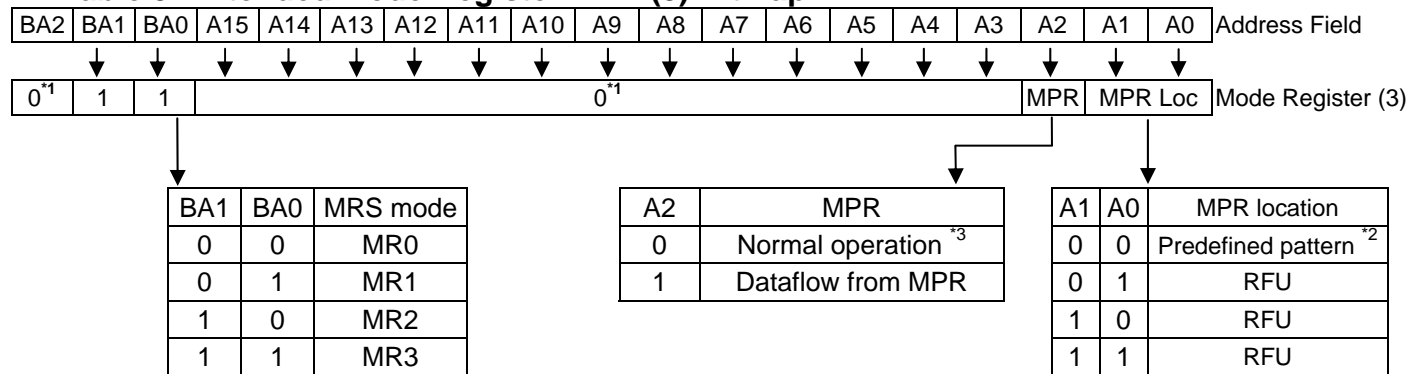 BA2 BA1 BA0 A15 A14 A13 A12 A11 A10 A9 A8 A7 A6 A5 A4 A3 A2 A1 A0 Address Field
0*1 1 1 0*1 MPR MPR Loc Mode Register (3)
BA1 BA0 MRS mode
0 0 MR0
0 1 MR1
1 0 MR2
1 1 MR3
A2 MPR
0 Normal operation *3
1 Dataflow from MPR
A1 A0 MPR location
0 0 Predefined pattern *2
0 1 RFU
1 0 RFU
1 1 RFU